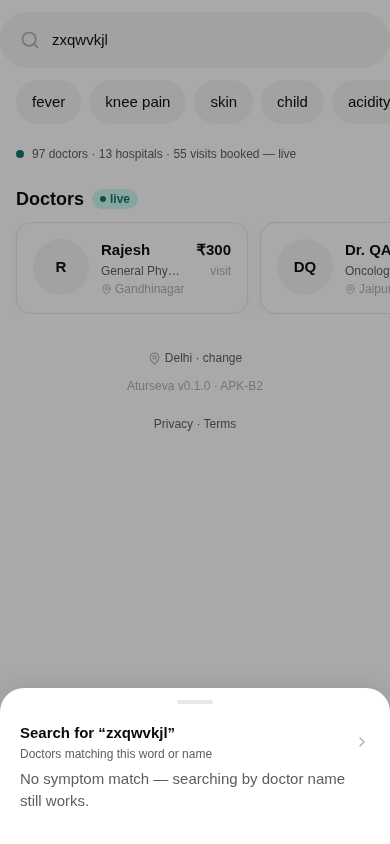 zxqwvkjl
fever knee pain skin child acidity
97 doctors · 13 hospitals · 55 visits booked — live
Doctors live
R Rajesh ₹300 DQ Dr. QA
General Phy… visit Oncolog
Gandhinagar Jaipur
Delhi · change
Aturseva v0.1.0 · APK-B2
Privacy · Terms
Search for “zxqwvkjl”
Doctors matching this word or name
No symptom match — searching by doctor name
still works.